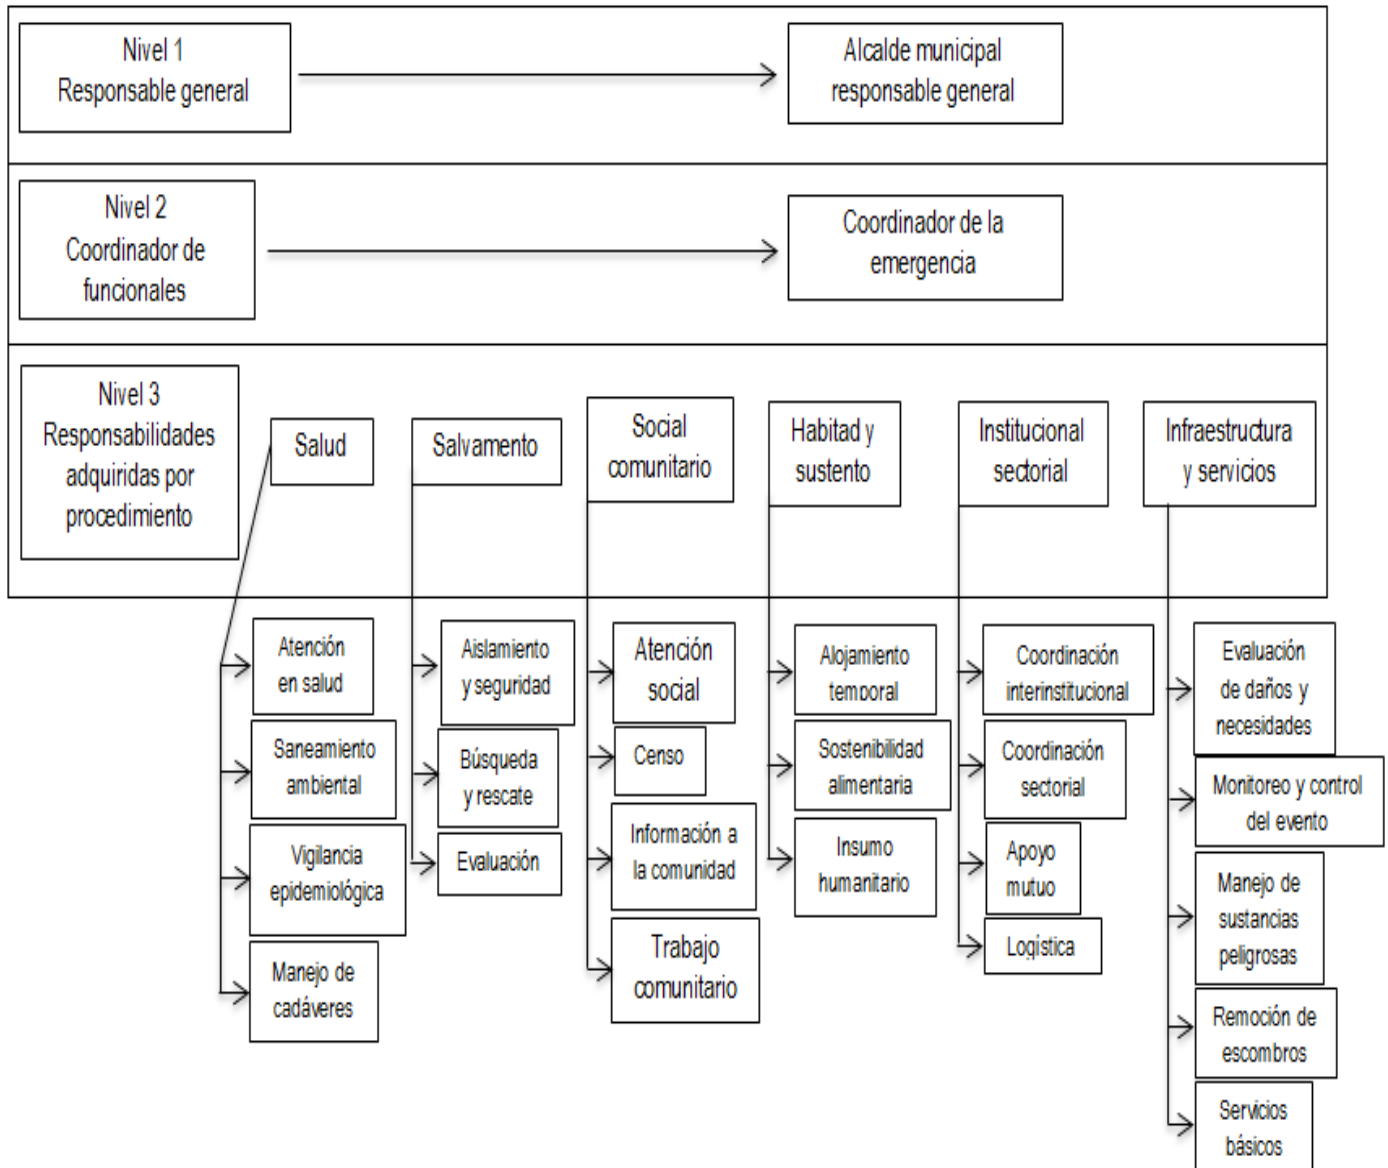 Nivel 1
Responsable general
Alcalde municipal
responsable general
Nivel 2
Coordinador de
funcionales
Coordinador de la
emergencia
Nivel 3
Responsabilidades
adquiridas por
procedimiento
Salud
Salvamento
Social
comunitario
Habitad y
sustento
Institucional
sectorial
Infraestructura
y servicios
Atención
en salud
Saneamiento
ambiental
Vigilancia
epidemiológica
Manejo de
cadáveres
Aislamiento
y seguridad
Búsqueda
y rescate
Evaluación
Atención
social
Censo
Información a
la comunidad
Trabajo
comunitario
Alojamiento
temporal
Sostenibilidad
alimentaria
Insumo
humanitario
Coordinación
interinstitucional
Coordinación
sectorial
Apoyo
mutuo
Logística
Evaluación
de daños y
necesidades
Monitoreo y control
del evento
Manejo de
sustancias
peligrosas
Remoción de
escombros
Servicios
básicos